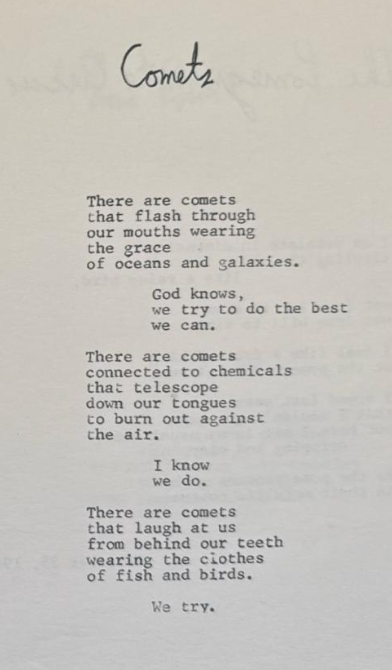 Comets
There are comets
that flash through
our mouths wearing
the grace
of oceans and galaxies.
God knows,
we try to do the best
we can.
There are comets
connected to chemicals
that telescope
down our tongues
to burn out against
the air.
I know
we do.
There are comets
that laugh at us
from behind our teeth
wearing the clothes
of fish and birds.
We try.